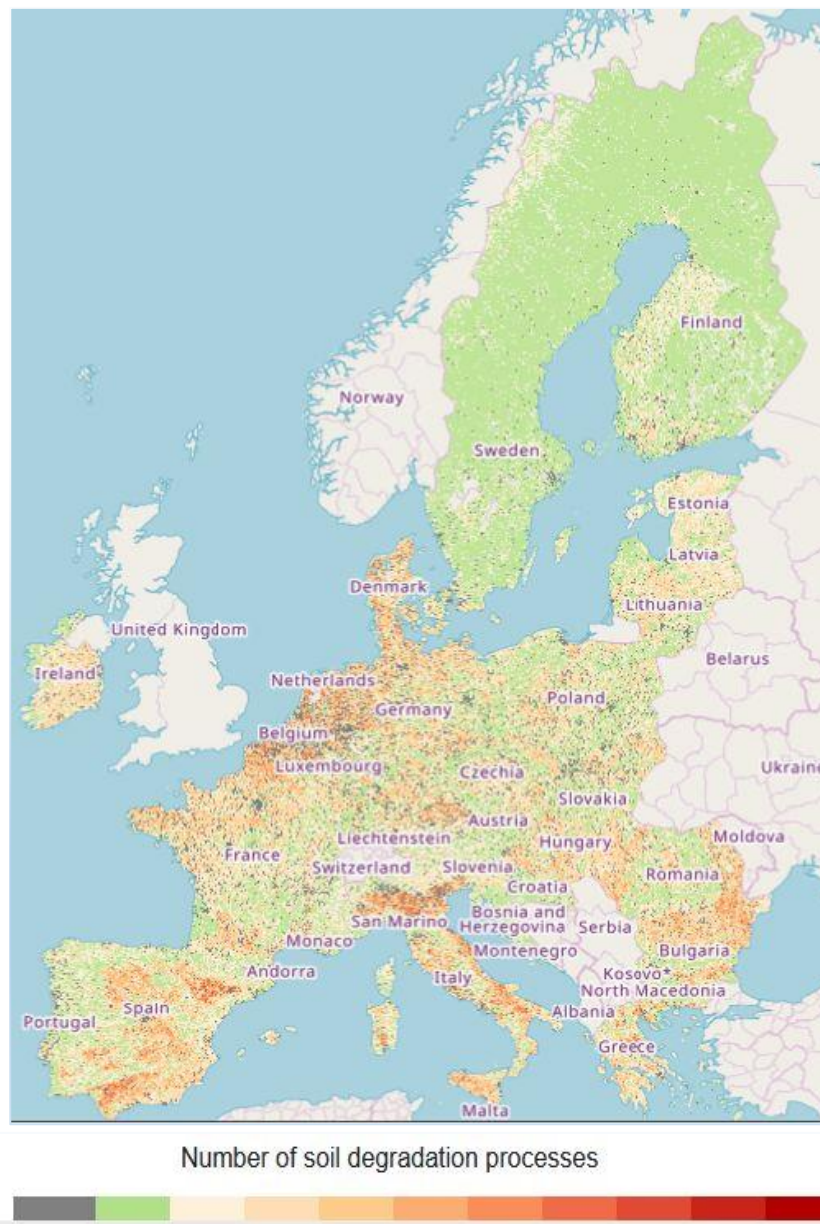 Finland
Norway
Sweden
Estonia
Latvia
Denmark
Lithuania
United Kingdom
Ireland
Belarus
Netherlands
Germany
Poland
Belgium
Luxembourg
Czechia
Ukraine
Slovakia
Austria
Liechtenstein
Hungary
Moldova
France
Switzerland
Slovenia
Romania
Croatia
San Marino
Bosnia and
Herzegovina
Serbia
Monaco
Montenegro
Bulgaria
Andorra
Italy
Kosovo*
North Macedonia
Spain
Portugal
Albania
Greece
Malta
Number of soil degradation processes